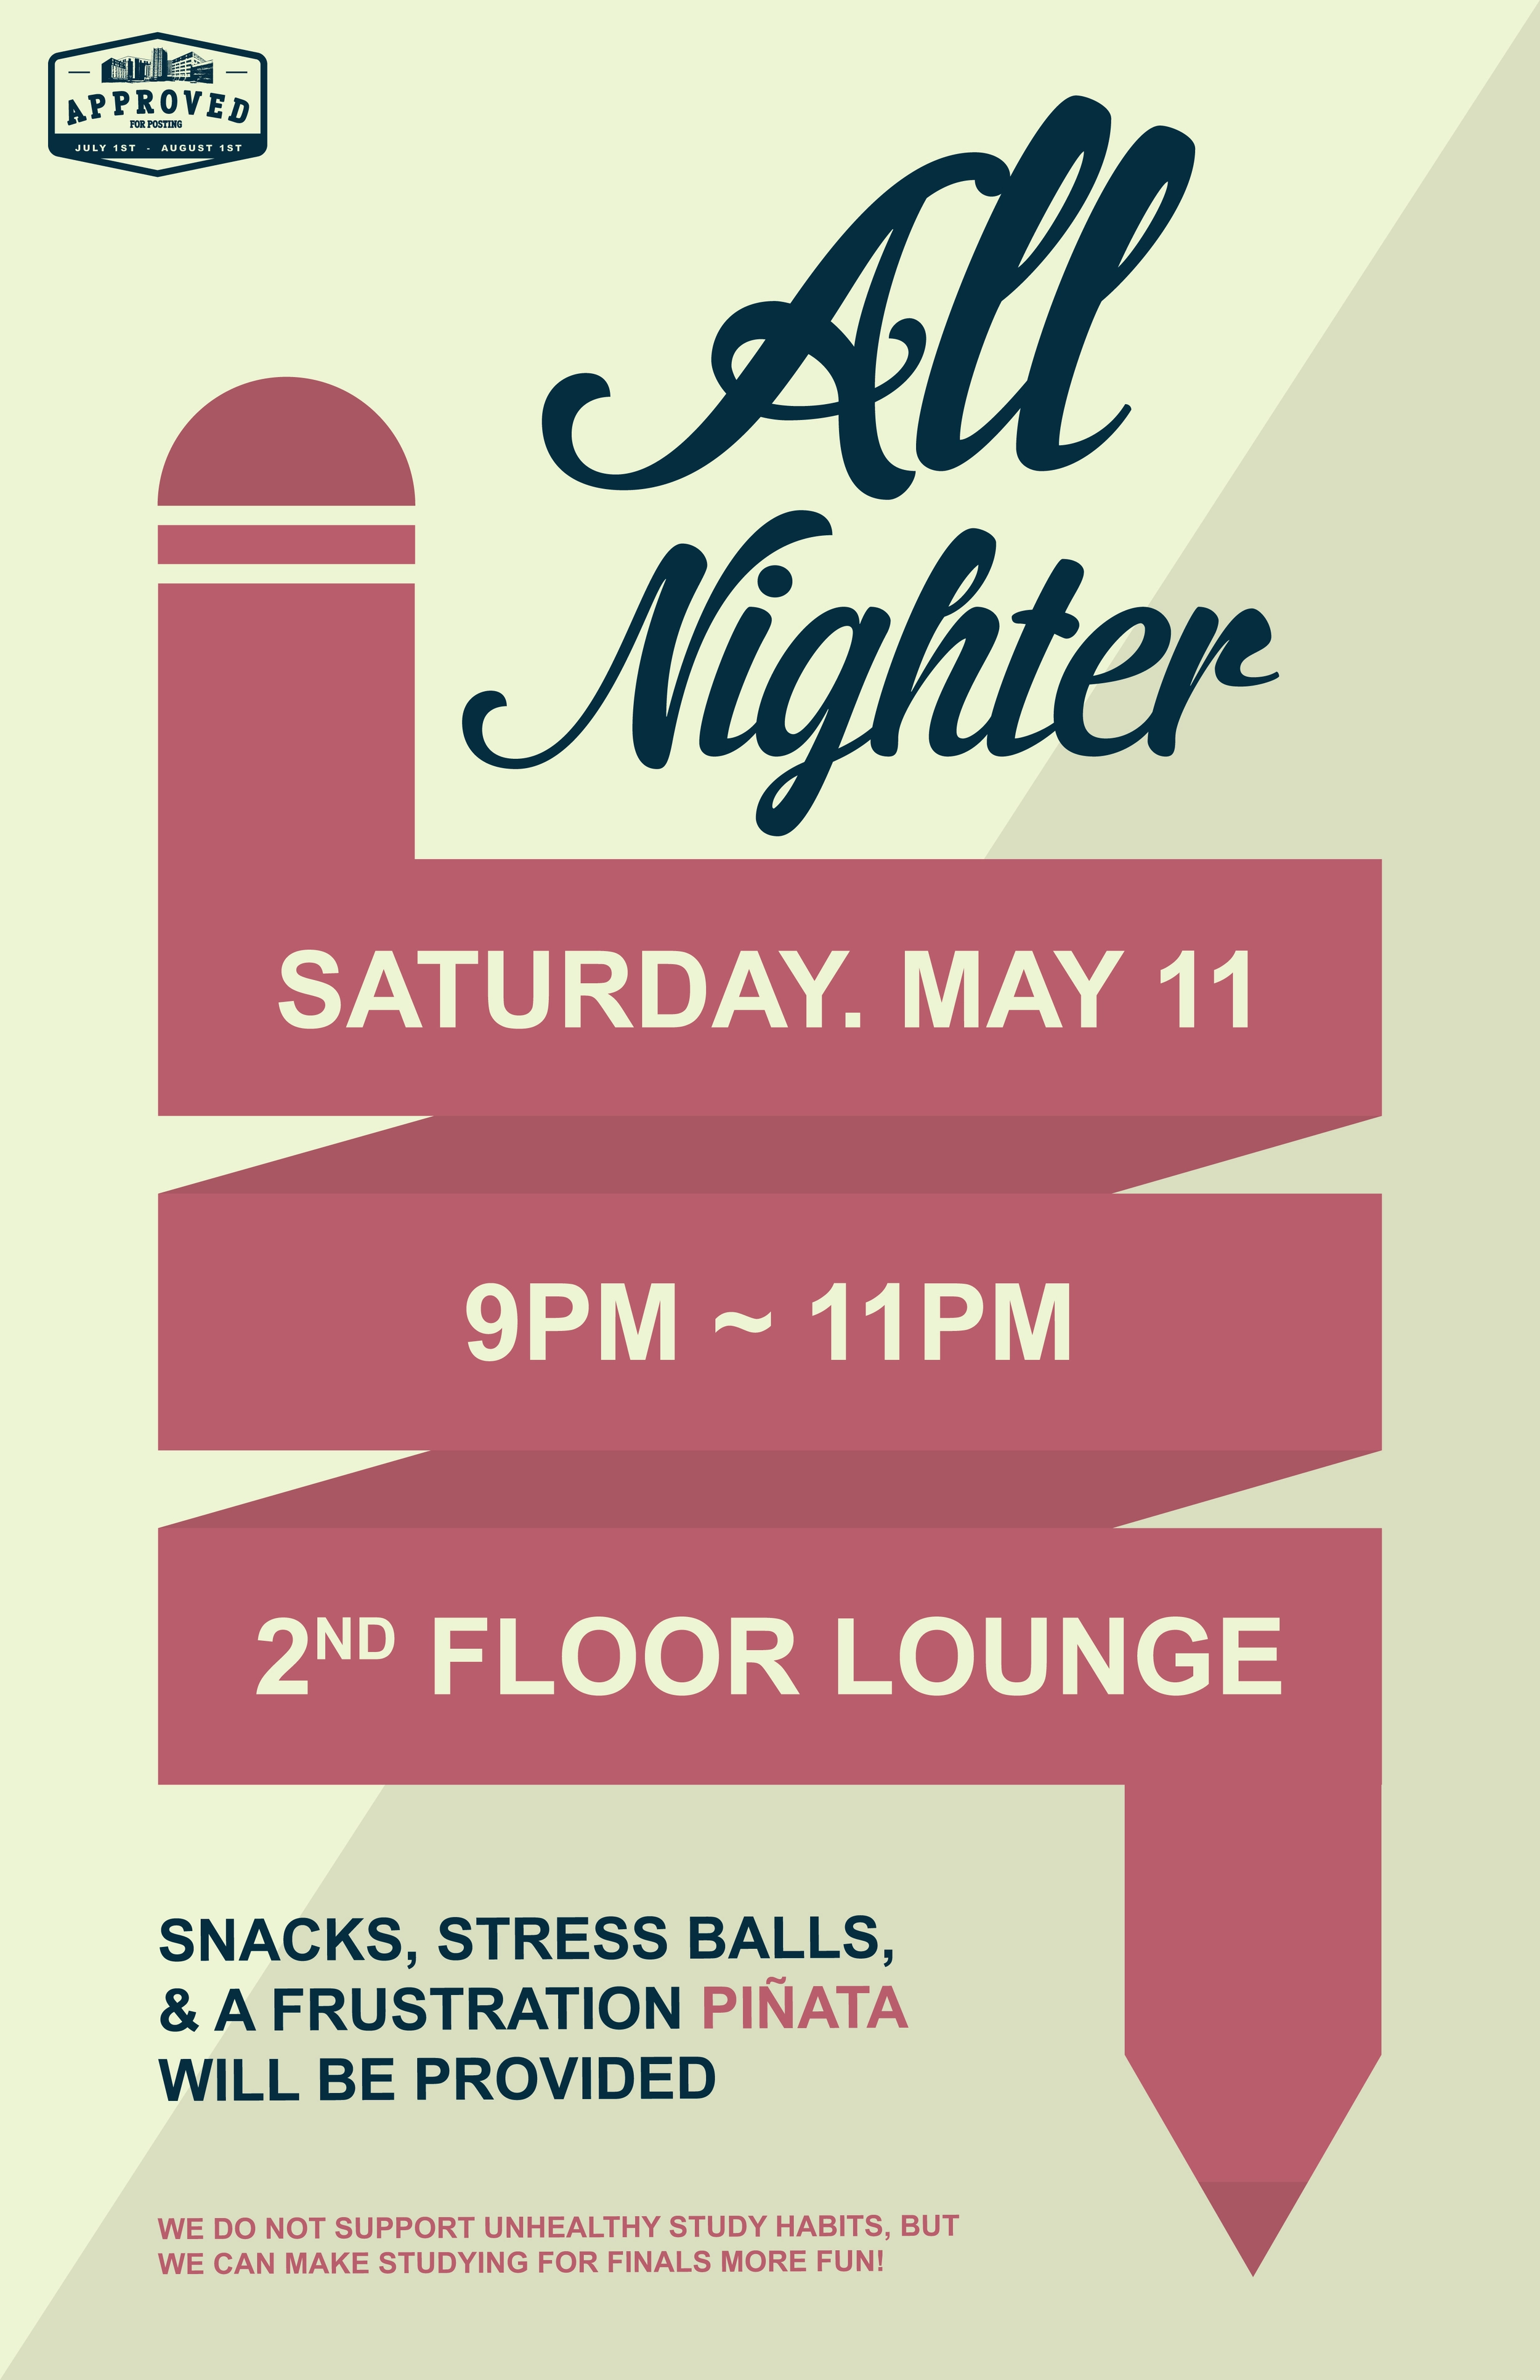 APPROVED
FOR POSTING
JULY 1ST - AUGUST 1ST
All
Nighter
SATURDAY. MAY 11
9PM ~ 11PM
2ND FLOOR LOUNGE
SNACKS, STRESS BALLS,
& A FRUSTRATION PIÑATA
WILL BE PROVIDED
WE DO NOT SUPPORT UNHEALTHY STUDY HABITS, BUT
WE CAN MAKE STUDYING FOR FINALS MORE FUN!